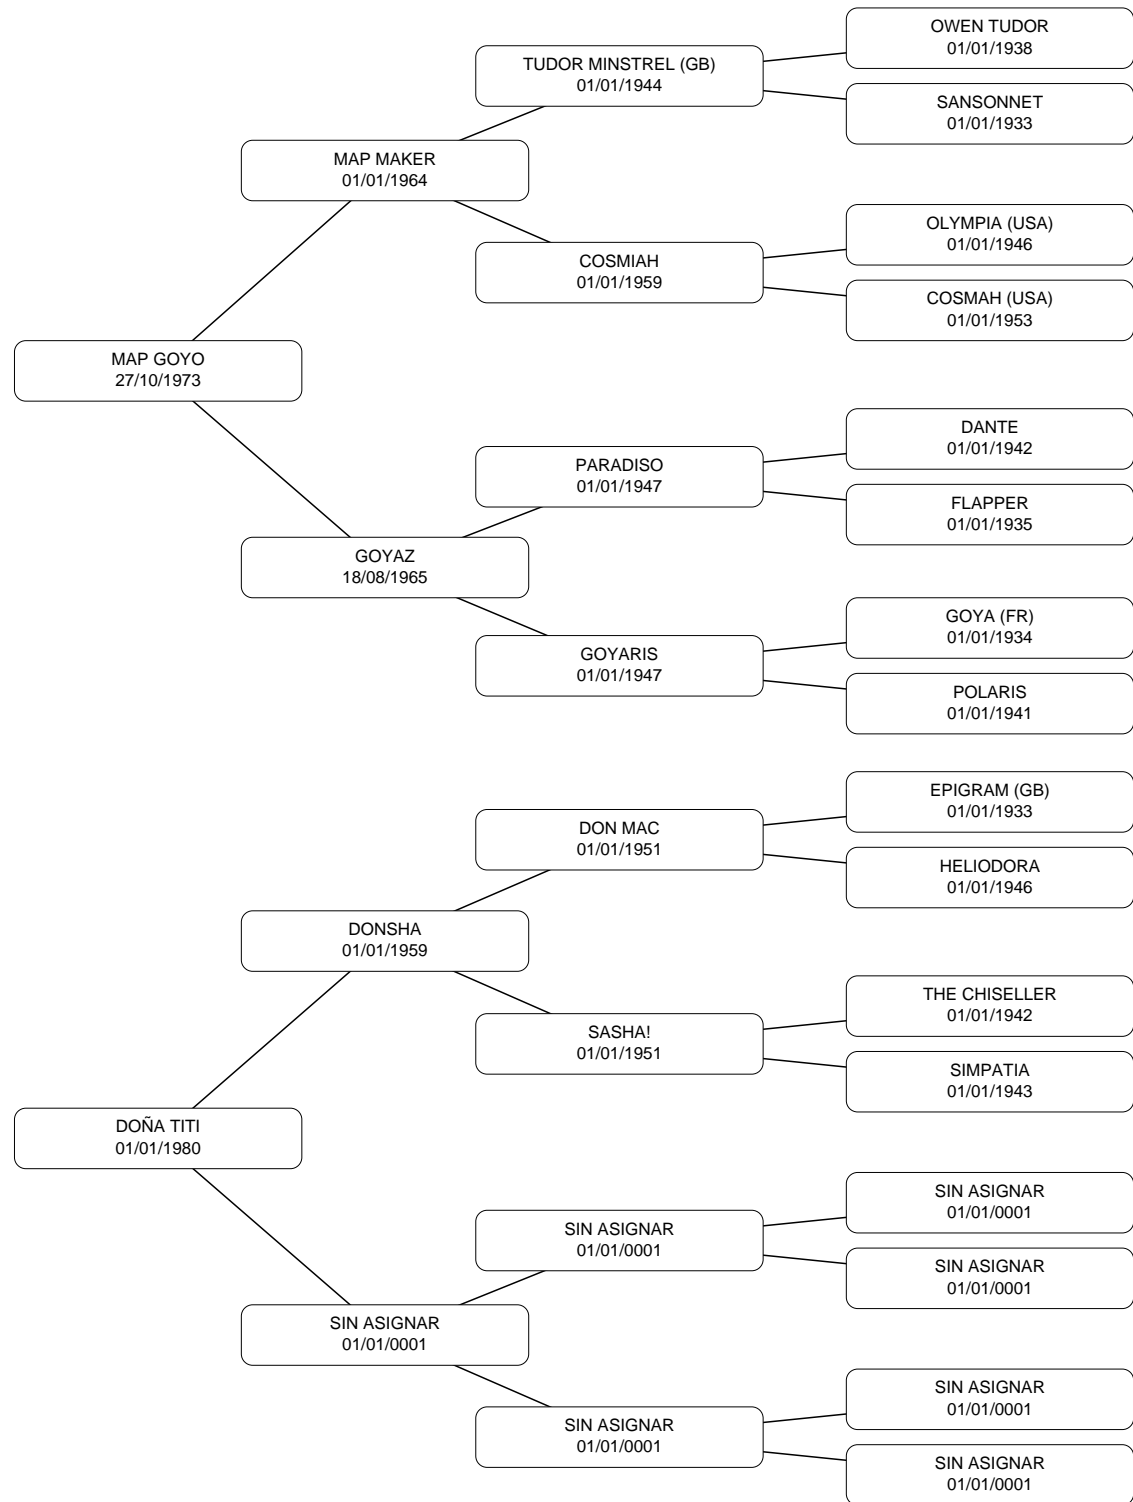 OWEN TUDOR
01/01/1938
TUDOR MINSTREL (GB)
01/01/1944
SANSONNET
01/01/1933
MAP MAKER
01/01/1964
OLYMPIA (USA)
01/01/1946
COSMIAH
01/01/1959
COSMAH (USA)
01/01/1953
MAP GOYO
27/10/1973
DANTE
01/01/1942
PARADISO
01/01/1947
FLAPPER
01/01/1935
GOYAZ
18/08/1965
GOYA (FR)
01/01/1934
GOYARIS
01/01/1947
POLARIS
01/01/1941
EPIGRAM (GB)
01/01/1933
DON MAC
01/01/1951
HELIODORA
01/01/1946
DONSHA
01/01/1959
THE CHISELLER
01/01/1942
SASHA!
01/01/1951
SIMPATIA
01/01/1943
DOÑA TITI
01/01/1980
SIN ASIGNAR
01/01/0001
SIN ASIGNAR
01/01/0001
SIN ASIGNAR
01/01/0001
SIN ASIGNAR
01/01/0001
SIN ASIGNAR
01/01/0001
SIN ASIGNAR
01/01/0001
SIN ASIGNAR
01/01/0001